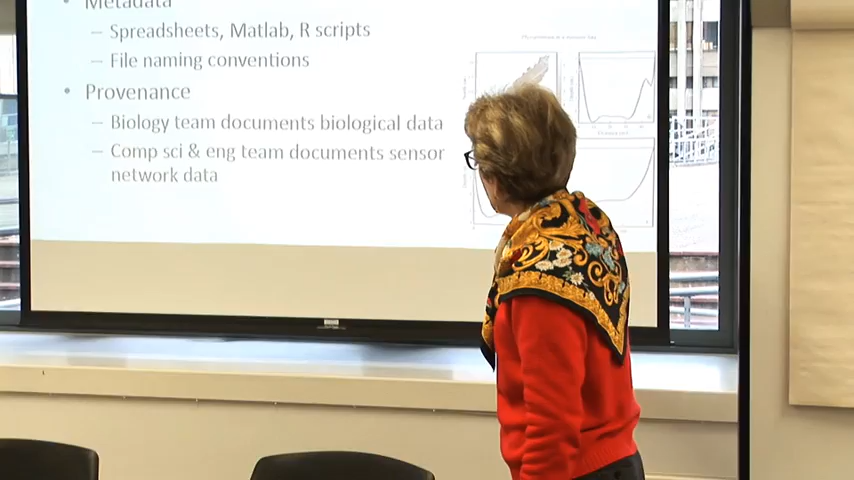 Metadata
– Spreadsheets, Matlab, R scripts
– File naming conventions
• Provenance
– Biology team documents biological data
– Comp sci & eng team documents sensor
network data